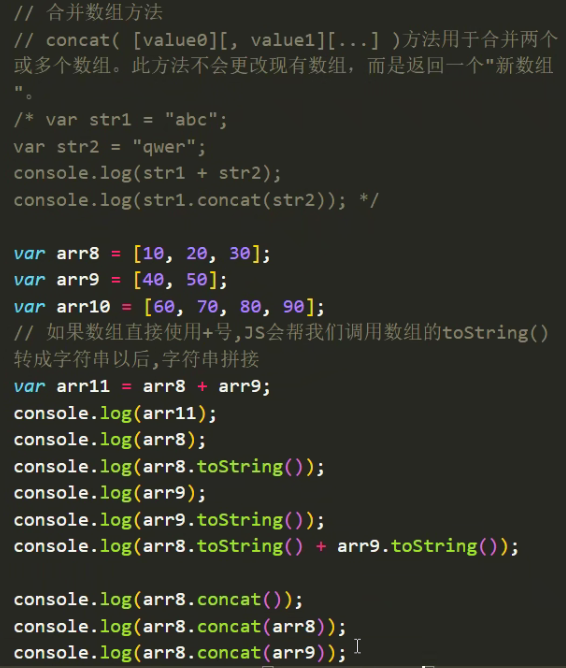 // 合并数组方法
// concat( [value0][, value1][...] )方法用于合并两个
或多个数组。此方法不会更改现有数组，而是返回一个"新数组
"。
/* var str1 = "abc";
var str2 = "qwer";
console.log(str1 + str2);
console.log(str1.concat(str2)); */
var arr8 = [10, 20, 30];
var arr9 = [40, 50];
var arr10 = [60, 70, 80, 90];
// 如果数组直接使用+号,JS会帮我们调用数组的toString()
转成字符串以后,字符串拼接
var arr11 = arr8 + arr9;
console.log(arr11);
console.log(arr8);
console.log(arr8.toString());
console.log(arr9);
console.log(arr9.toString());
console.log(arr8.toString() + arr9.toString());
console.log(arr8.concat());
console.log(arr8.concat(arr8));
console.log(arr8.concat(arr9));